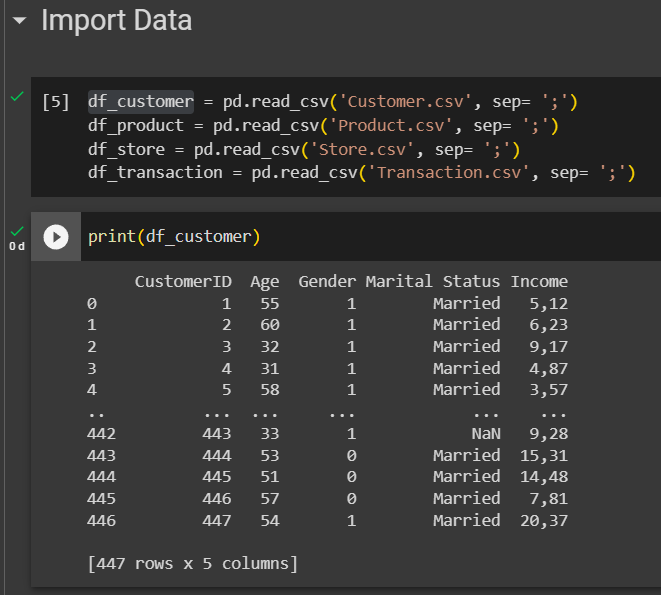 Import Data
[5] df_customer = pd.read_csv('Customer.csv', sep= ';')
df_product = pd.read_csv('Product.csv', sep= ';')
df_store = pd.read_csv('Store.csv', sep= ';')
df_transaction = pd.read_csv('Transaction.csv', sep= ';')
0 d
print(df_customer)
CustomerID Age Gender Marital Status Income
0 1 55 1 Married 5,12
1 2 60 1 Married 6,23
2 3 32 1 Married 9,17
3 4 31 1 Married 4,87
4 5 58 1 Married 3,57
.. ... ... ... ... ...
442 443 33 1 NaN 9,28
443 444 53 0 Married 15,31
444 445 51 0 Married 14,48
445 446 57 0 Married 7,81
446 447 54 1 Married 20,37
[447 rows x 5 columns]